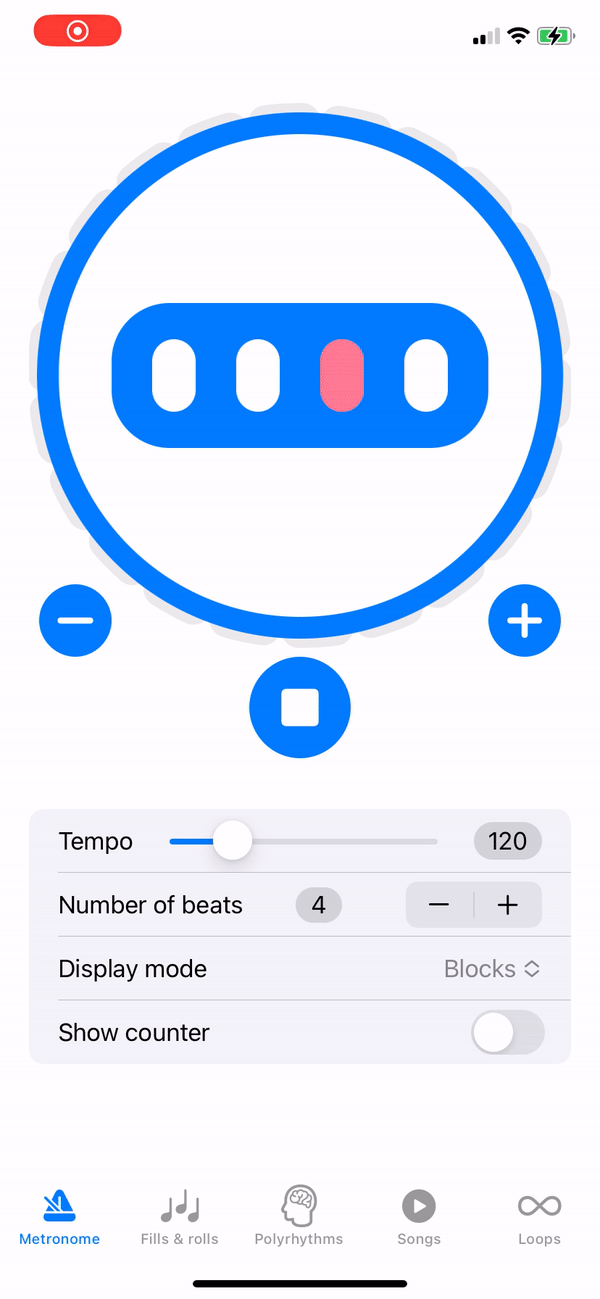 Tempo 120
Number of beats 4
Display mode Blocks
Show counter
Metronome Fills & rolls Polyrhythms Songs Loops